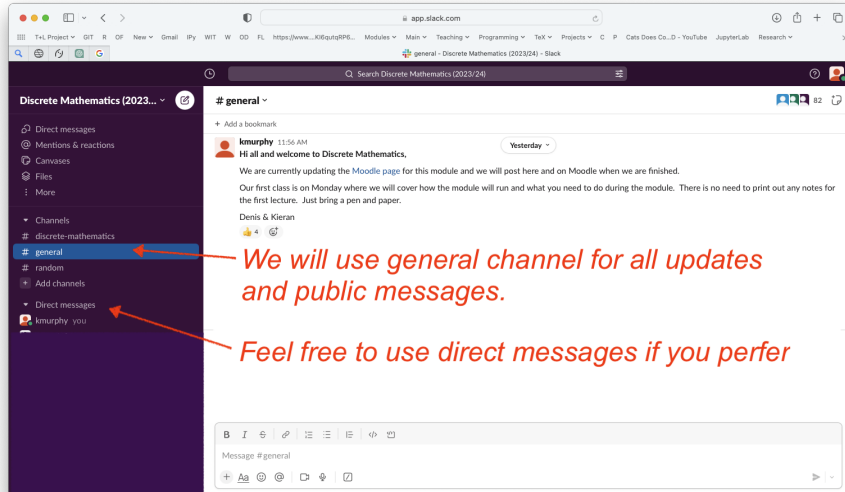 app.slack.com
T+L Project GIT R OF New Gmail IPy WIT W OD FL https://www....KI6qutqRP6... Modules Main Teaching Programming TeX Projects C P Cats Does Co...D - YouTube JupyterLab Research
G general - Discrete Mathematics (2023/24) - Slack
Search Discrete Mathematics (2023/24)
Discrete Mathematics (2023...
# general
82
+ Add a bookmark
Direct messages
Mentions & reactions
Canvases
Files
More
Channels
# discrete-mathematics
# general
# random
+ Add channels
Direct messages
kmurphy you
kmurphy 11:56 AM
Yesterday
Hi all and welcome to Discrete Mathematics,
We are currently updating the Moodle page for this module and we will post here and on Moodle when we are finished.
Our first class is on Monday where we will cover how the module will run and what you need to do during the module. There is no need to print out any notes for
the first lecture. Just bring a pen and paper.
Denis & Kieran
4
We will use general channel for all updates
and public messages.
Feel free to use direct messages if you perfer
B I S
Message #general
+ Aa @